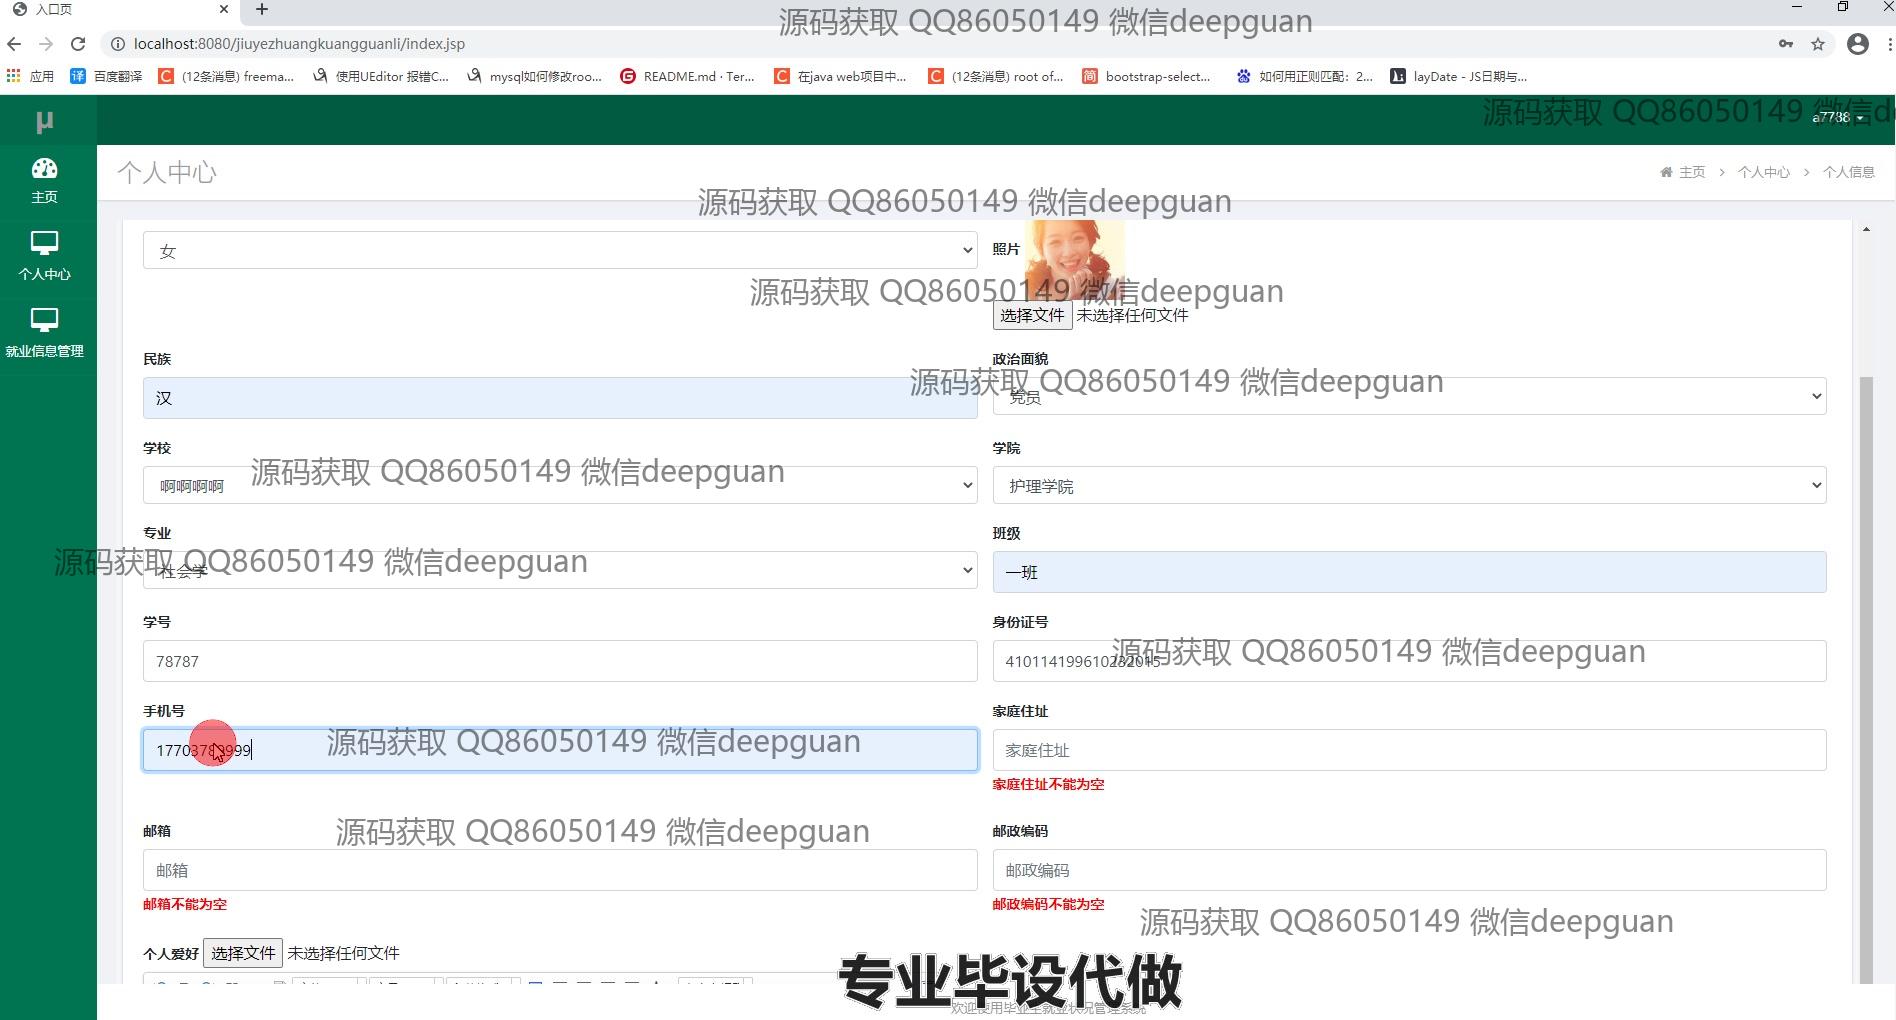 入口页
源码获取 QQ86050149 微信deepguan
localhost:8080/jiuyezhuangkuangguanli/index.jsp
应用
百度翻译
(12条消息) freema...
使用UEditor 报错C...
mysql如何修改roo...
README.md · Ter...
在java web项目中...
(12条消息) root of...
bootstrap-select...
如何用正则匹配：2...
layDate - JS日期与...
源码获取 QQ86050149 微信d
a7788
μ
主页
个人中心
就业信息管理
个人中心
主页 > 个人中心 > 个人信息
源码获取 QQ86050149 微信deepguan
女
照片
源码获取 QQ86050149 微信deepguan
选择文件 未选择任何文件
民族
政治面貌
汉
党员
源码获取 QQ86050149 微信deepguan
学校
学院
啊啊啊啊
源码获取 QQ86050149 微信deepguan
护理学院
专业
班级
社会学
源码获取 QQ86050149 微信deepguan
一班
学号
身份证号
78787
源码获取 QQ86050149 微信deepguan
手机号
家庭住址
源码获取 QQ86050149 微信deepguan
家庭住址
家庭住址不能为空
邮箱
邮政编码
源码获取 QQ86050149 微信deepguan
邮箱
邮政编码
邮箱不能为空
邮政编码不能为空
源码获取 QQ86050149 微信deepguan
个人爱好 选择文件 未选择任何文件
专业毕设代做
欢迎使用毕业生就业状况管理系统